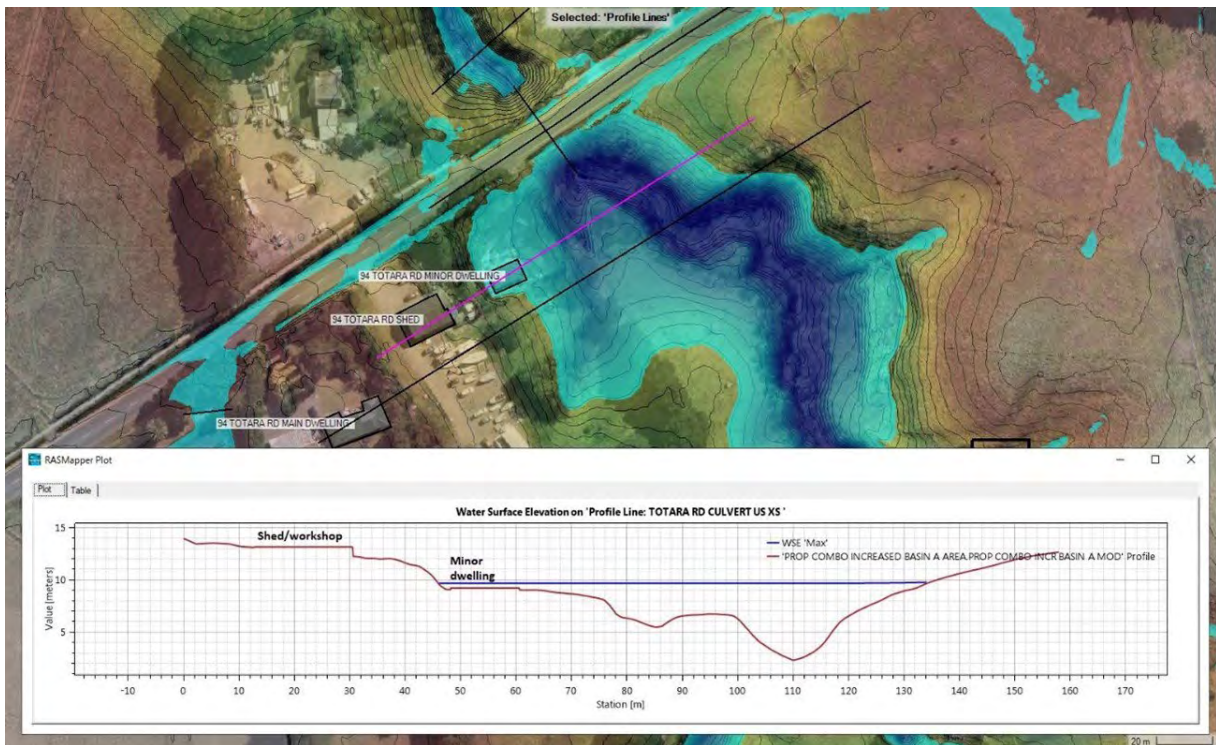 Selected: 'Profile Lines'
94 TOTARA RD MINOR DWELLING
94 TOTARA RD SHED
94 TOTARA RD MAIN DWELLING
RASMapper Plot
Plot
Table
Water Surface Elevation on 'Profile Line: TOTARA RD CULVERT US XS '
Shed/workshop
Minor
dwelling
WSE 'Max'
'PROP COMBO INCREASED BASIN A AREA.PROP COMBO INCR BASIN A MOD' Profile
Value [meters]
15
10
5
-10 0 10 20 30 40 50 60 70 80 90 100 110 120 130 140 150 160 170
Station [m]
20 m